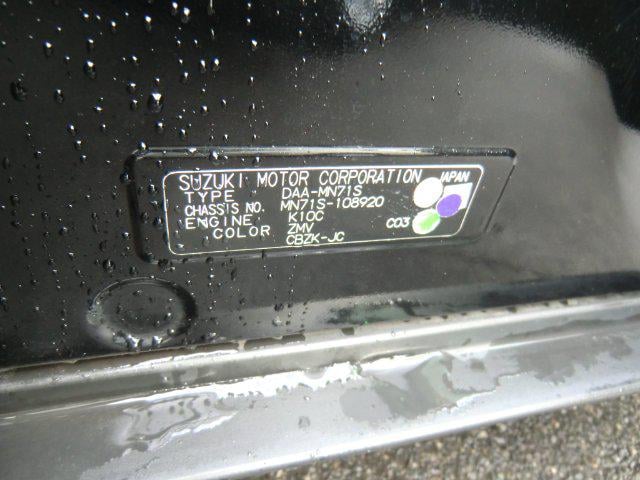 SUZUKI MOTOR CORPORATION JAPAN
TYPE DAA-MN71S
CHASSIS NO. MN71S-108920
ENGINE K10C
COLOR ZMV C03
CBZK-JC